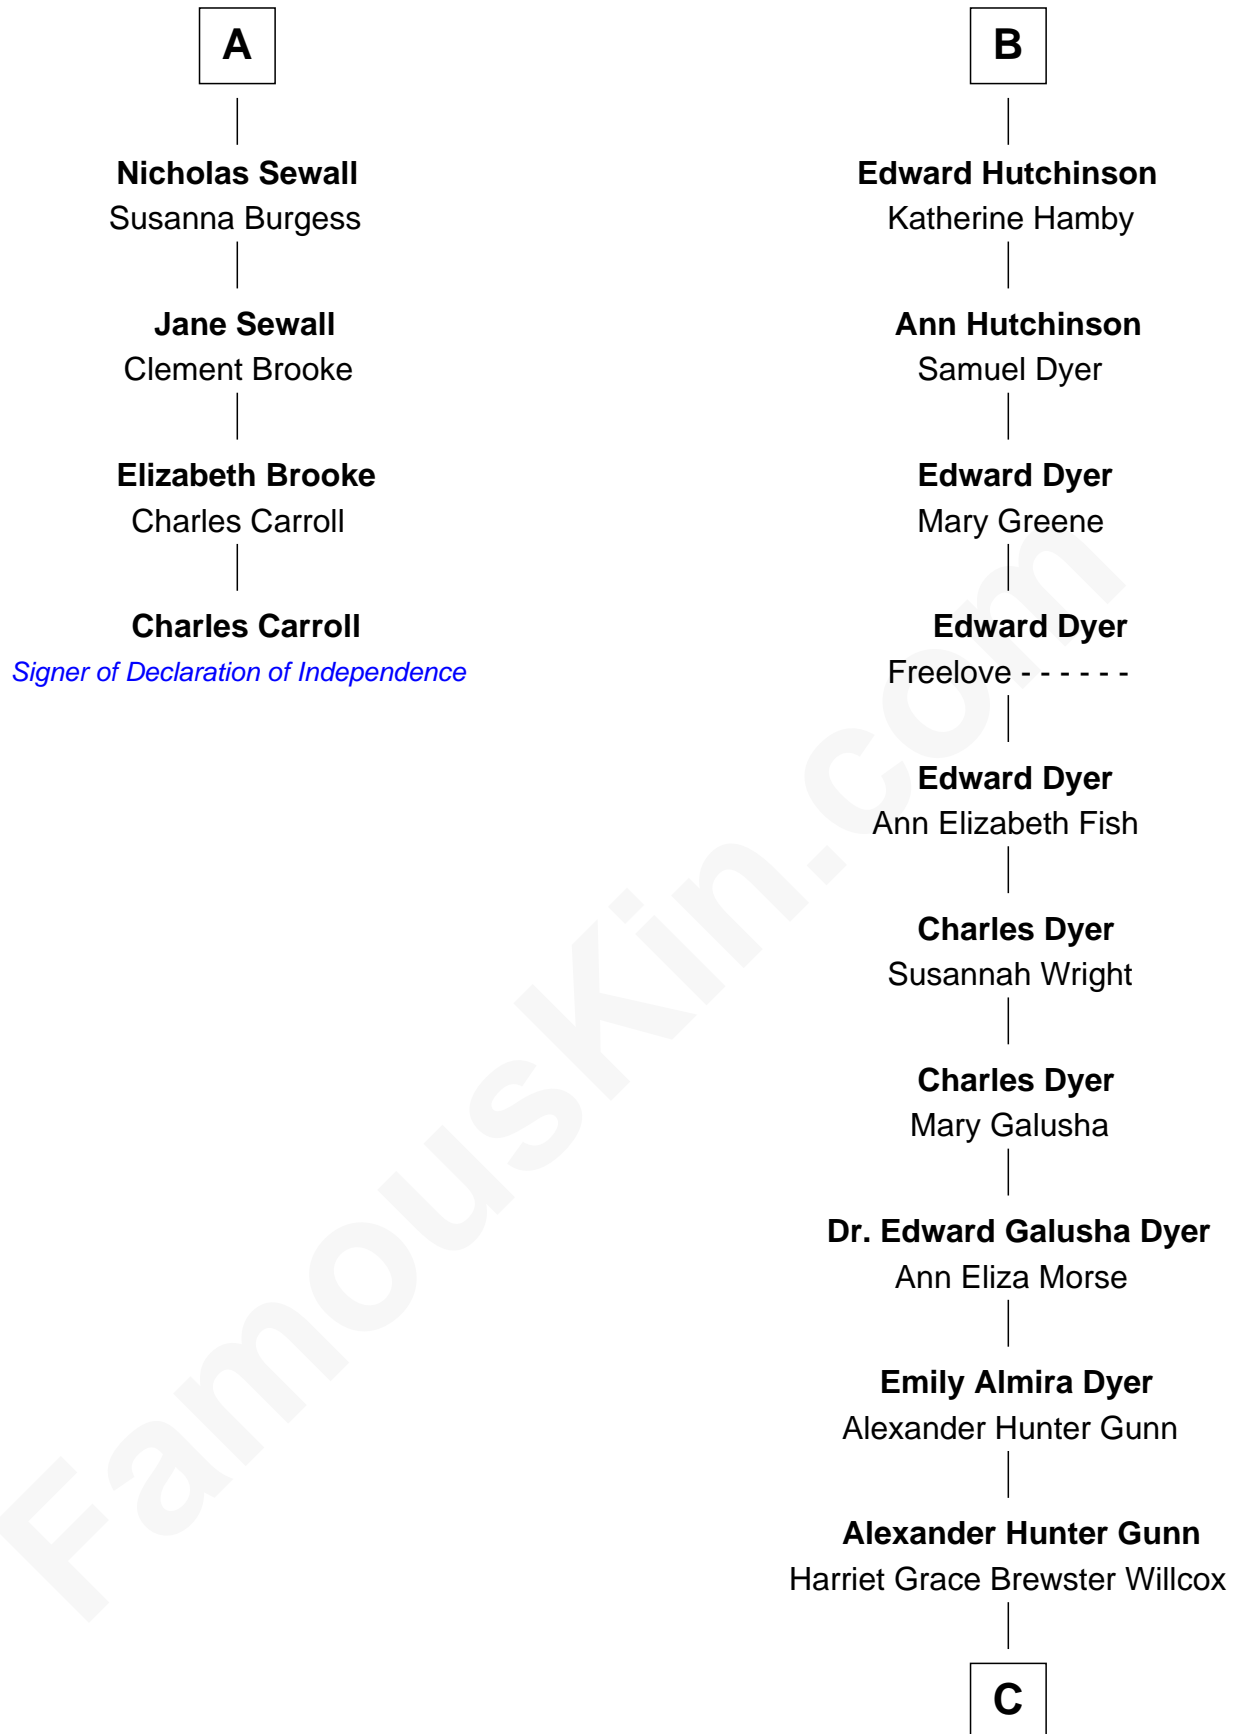 A
Nicholas Sewall
Susanna Burgess
Jane Sewall
Clement Brooke
Elizabeth Brooke
Charles Carroll
Charles Carroll
Signer of Declaration of Independence
B
Edward Hutchinson
Katherine Hamby
Ann Hutchinson
Samuel Dyer
Edward Dyer
Mary Greene
Edward Dyer
Freelove - - - - - -
Edward Dyer
Ann Elizabeth Fish
Charles Dyer
Susannah Wright
Charles Dyer
Mary Galusha
Dr. Edward Galusha Dyer
Ann Eliza Morse
Emily Almira Dyer
Alexander Hunter Gunn
Alexander Hunter Gunn
Harriet Grace Brewster Willcox
C
FamousKin.com